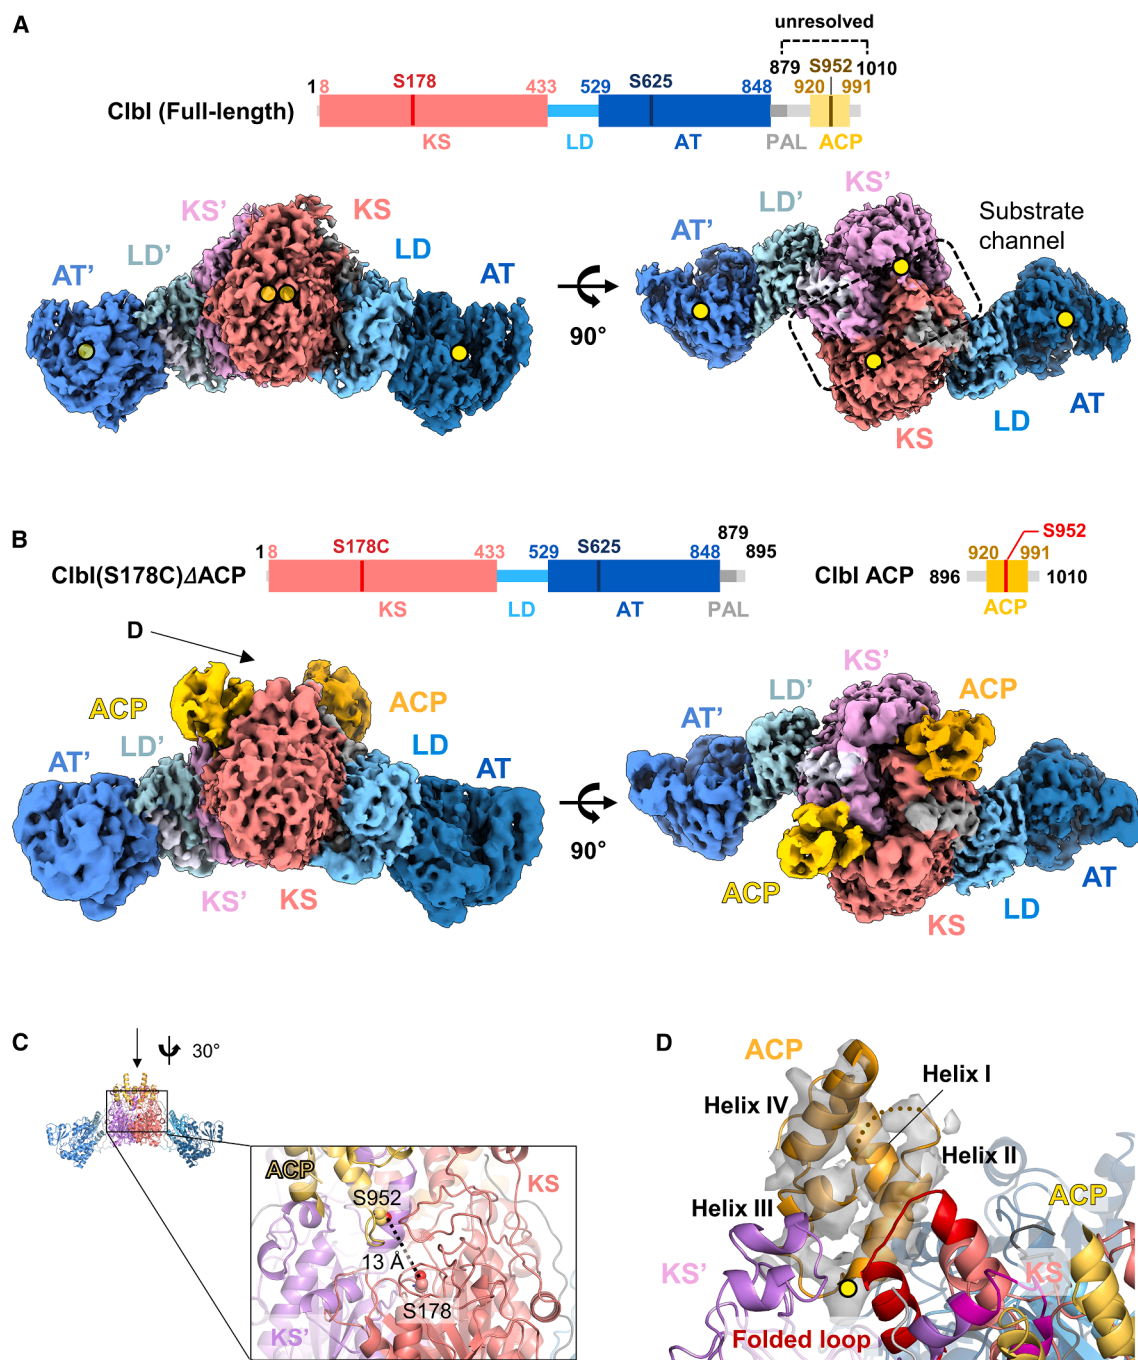 A
unresolved
879 S952 1010
1 8 S178 433 529 S625 848 920 991
ClbI (Full-length)
KS LD AT PAL ACP
KS’ KS
LD’ LD
AT’ AT
90°
KS’
LD’
AT’
Substrate
channel
AT
LD
KS
B
879
S952
1 8 S178C 433 529 S625 848 895
920 991
ClbI(S178C)ΔACP
ClbI ACP
896 1010
KS LD AT PAL
ACP
D
ACP ACP
LD’ LD
AT’ AT
KS’ KS
90°
KS’
LD’ ACP
AT’
ACP
AT
LD
KS
C
30°
ACP
KS
S952
13 Å
S178
KS’
D
ACP
Helix I
Helix IV
Helix II
Helix III
ACP
KS’
KS
Folded loop